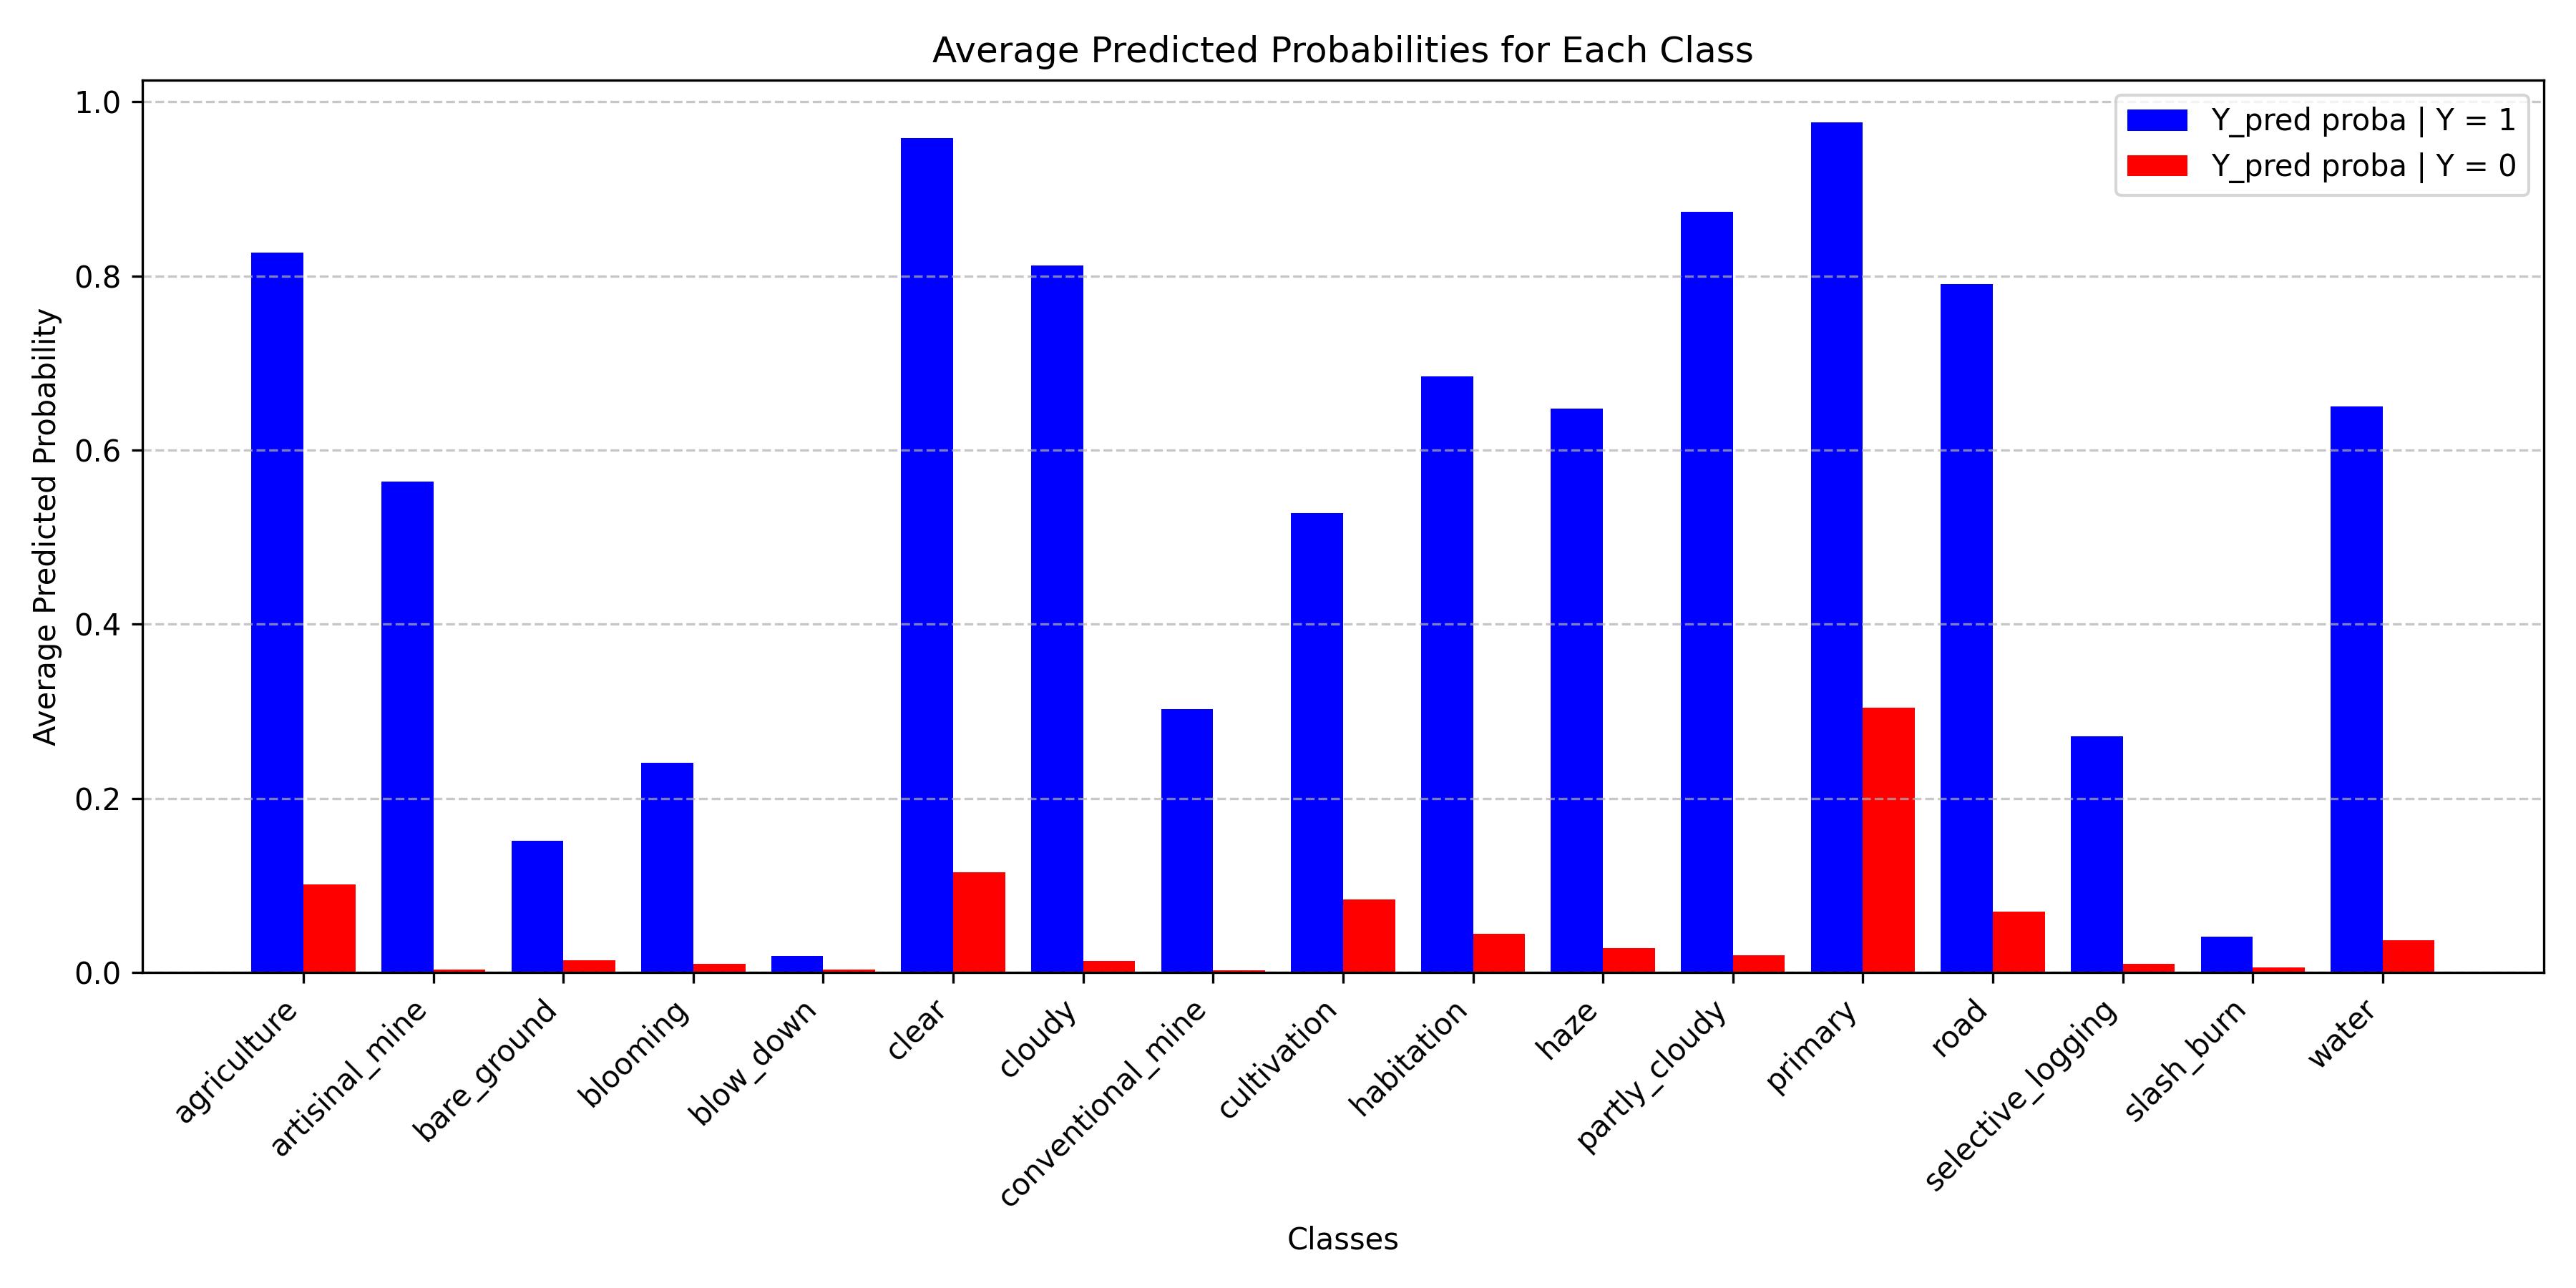 Average Predicted Probabilities for Each Class
Y_pred proba | Y = 1
Y_pred proba | Y = 0
Average Predicted Probability
1.0
0.8
0.6
0.4
0.2
0.0
agriculture
artisinal_mine
bare_ground
blooming
blow_down
clear
cloudy
conventional_mine
cultivation
habitation
haze
partly_cloudy
primary
road
selective_logging
slash_burn
water
Classes